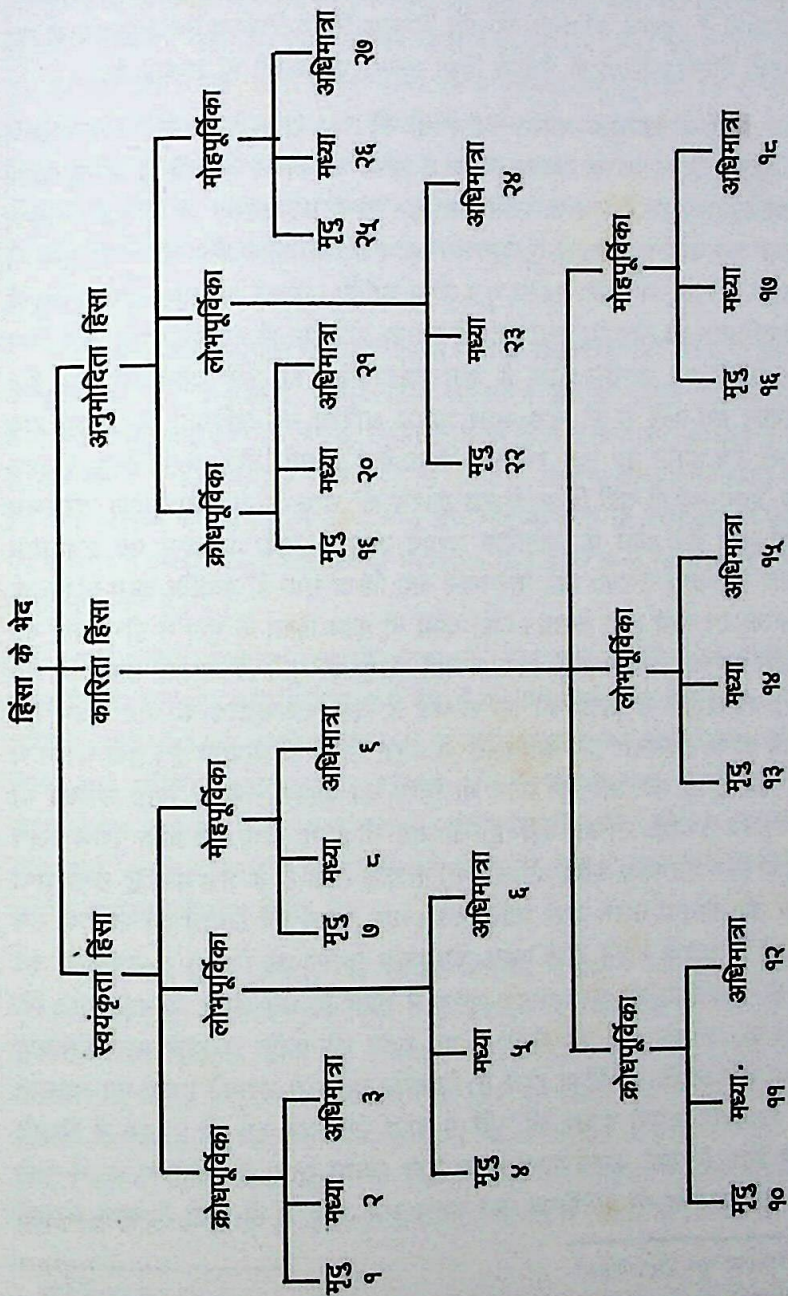 हिंसा के भेद
स्वयंकृता हिंसा कारिता हिंसा अनुमोदिता हिंसा
क्रोधपूर्विका लोभपूर्विका मोहपूर्विका क्रोधपूर्विका लोभपूर्विका मोहपूर्विका
मृदु मध्या अधिमात्रा मृदु मध्या अधिमात्रा मृदु मध्या अधिमात्रा मृदु मध्या अधिमात्रा
१ २ ३ ७ ८ ९ १९ २० २१ २५ २६ २७
मृदु मध्या अधिमात्रा मृदु मध्या अधिमात्रा
४ ५ ६ २२ २३ २४
क्रोधपूर्विका लोभपूर्विका मोहपूर्विका
मृदु मध्या अधिमात्रा मृदु मध्या अधिमात्रा मृदु मध्या अधिमात्रा
१० ११ १२ १३ १४ १५ १६ १७ १८